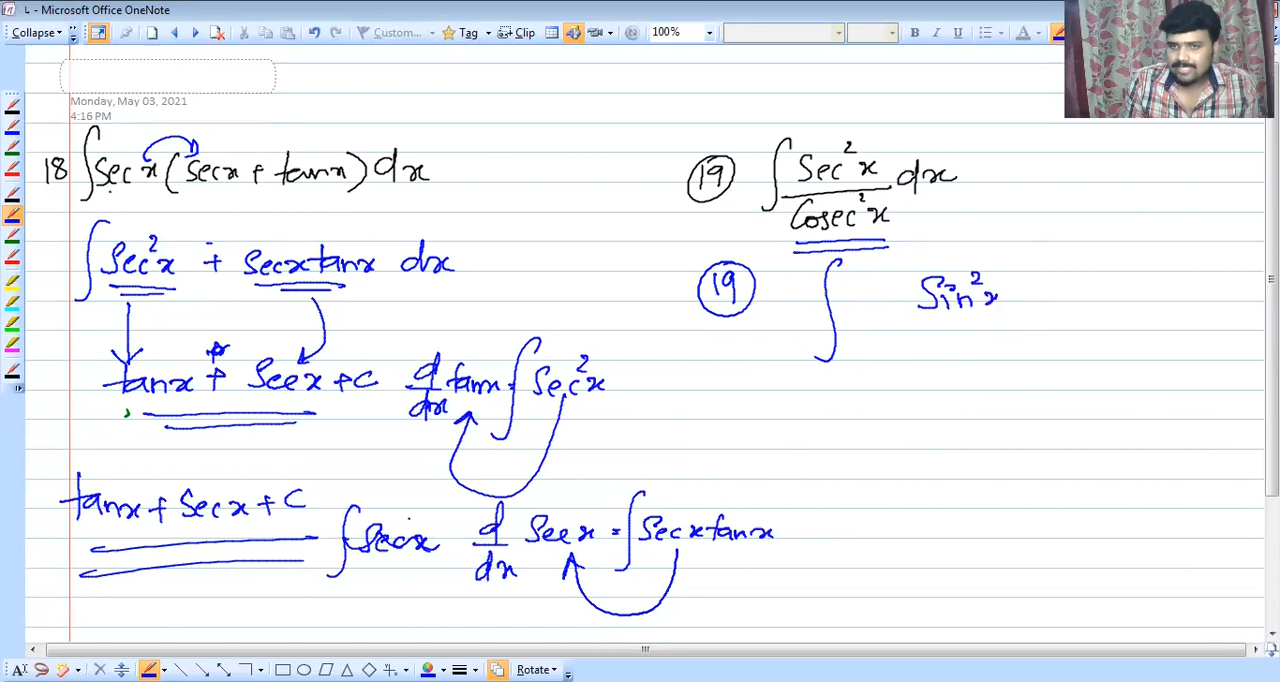 4 - Microsoft Office OneNote
Collapse Custom... Tag Clip 100% B I U A
Monday, May 03, 2021
4:16 PM
18 ∫ Sec x (Secx + tanx) dx
∫ Sec²x + Secxtanx dx
tanx + Secx + C d/dx tanx = ∫ Sec²x
tanx + Secx + C ∫ Secx d/dx Secx = ∫ Secxtanx
19 ∫ Sec²x / Cosec²x dx
19 ∫ Sin²x
Rotate